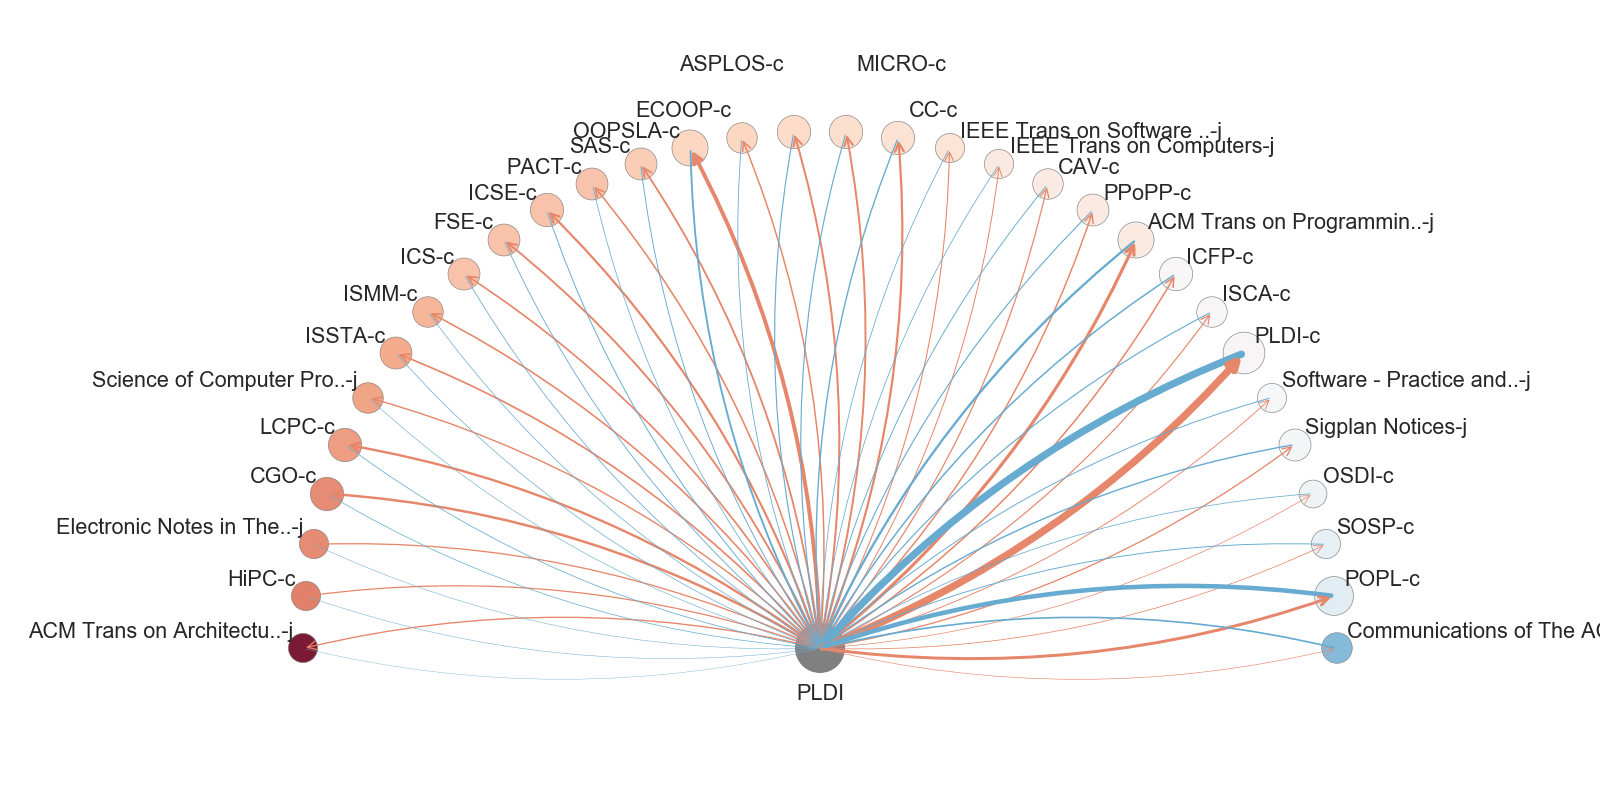 ASPLOS-c
MICRO-c
ECOOP-c
CC-c
OOPSLA-c
IEEE Trans on Software ..-j
SAS-c
IEEE Trans on Computers-j
PACT-c
CAV-c
ICSE-c
PPoPP-c
FSE-c
ACM Trans on Programmin..-j
ICS-c
ICFP-c
ISMM-c
ISCA-c
ISSTA-c
PLDI-c
Science of Computer Pro..-j
Software - Practice and..-j
LCPC-c
Sigplan Notices-j
CGO-c
OSDI-c
Electronic Notes in The..-j
SOSP-c
HiPC-c
POPL-c
ACM Trans on Architectu..-j
Communications of The AC
PLDI